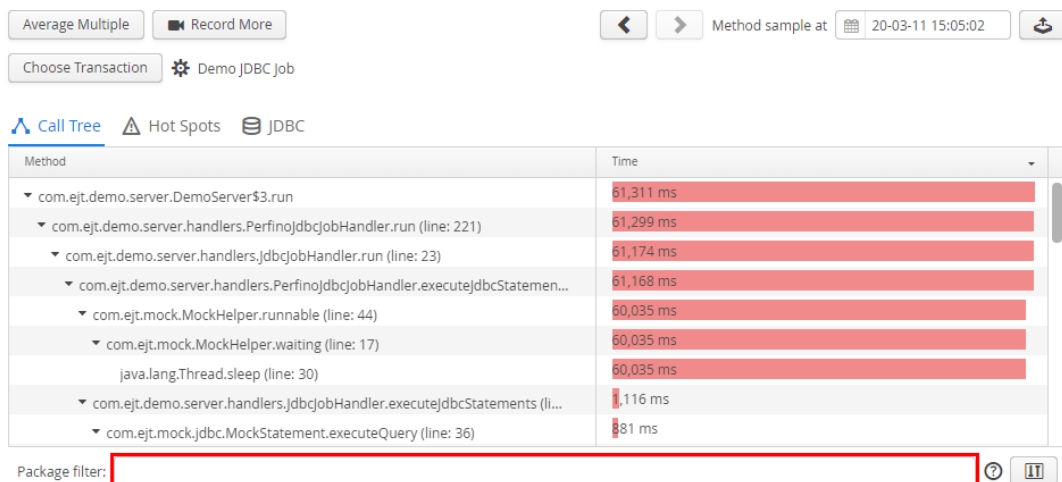 Average Multiple Record More Method sample at 20-03-11 15:05:02
Choose Transaction Demo JDBC Job
Call Tree Hot Spots JDBC
Method Time
com.ejt.demo.server.DemoServer$3.run 61,311 ms
com.ejt.demo.server.handlers.PerfinoJdbcJobHandler.run (line: 221) 61,299 ms
com.ejt.demo.server.handlers.JdbcJobHandler.run (line: 23) 61,174 ms
com.ejt.demo.server.handlers.PerfinoJdbcJobHandler.executeJdbcStatemen... 61,168 ms
com.ejt.mock.MockHelper.runnable (line: 44) 60,035 ms
com.ejt.mock.MockHelper.waiting (line: 17) 60,035 ms
java.lang.Thread.sleep (line: 30) 60,035 ms
com.ejt.demo.server.handlers.JdbcJobHandler.executeJdbcStatements (li... 1,116 ms
com.ejt.mock.jdbc.MockStatement.executeQuery (line: 36) 881 ms
Package filter: